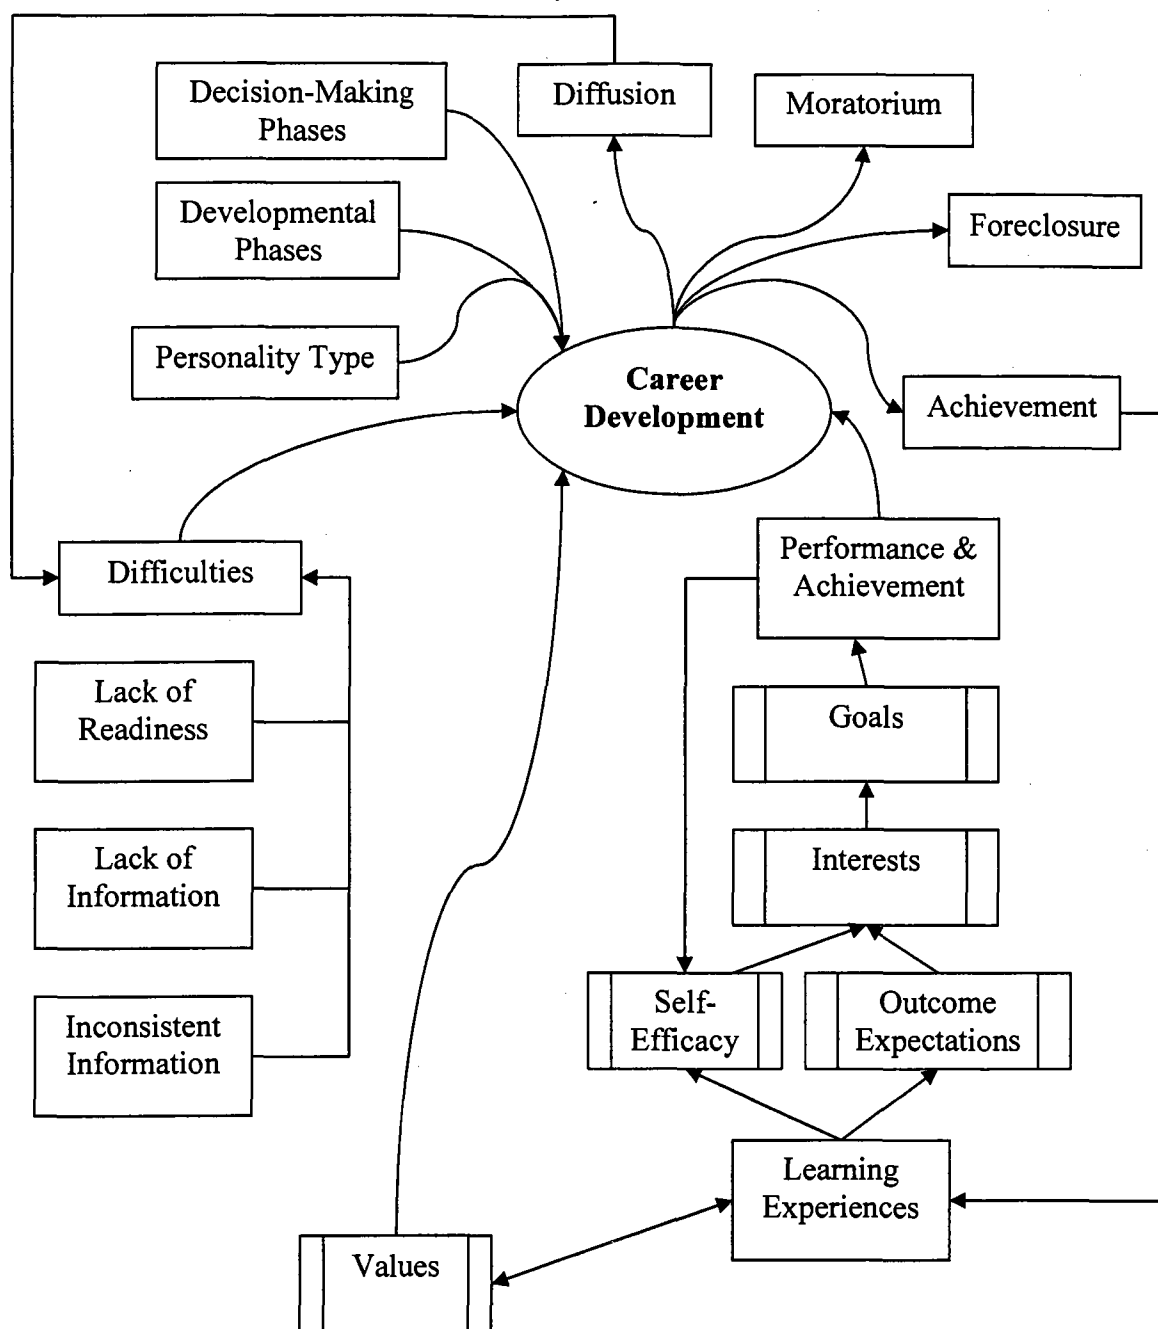 Decision-Making
Phases
Diffusion
Moratorium
Developmental
Phases
Foreclosure
Personality Type
Career
Development
Achievement
Difficulties
Performance &
Achievement
Lack of
Readiness
Goals
Lack of
Information
Interests
Inconsistent
Information
Self-
Efficacy
Outcome
Expectations
Learning
Experiences
Values